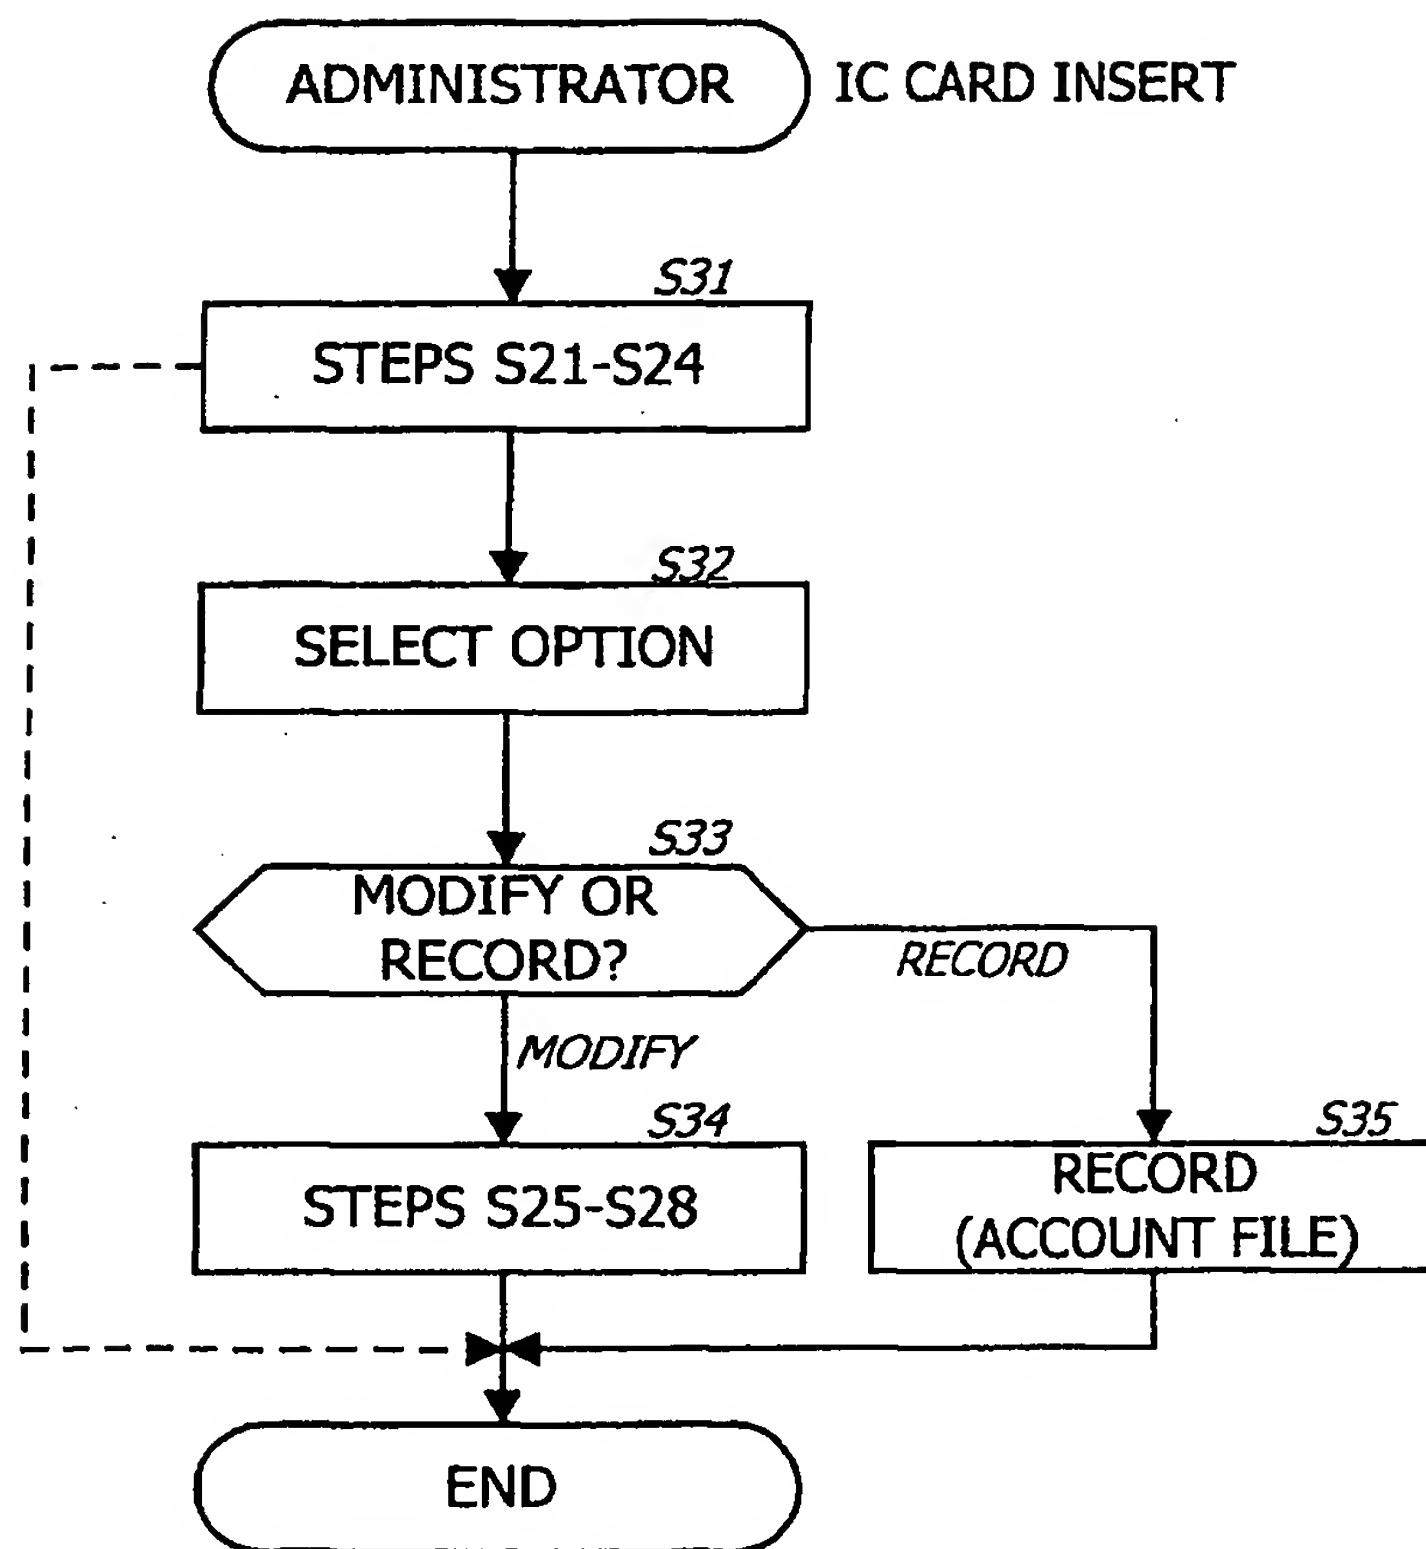 ADMINISTRATOR IC CARD INSERT
S31
STEPS S21-S24
S32
SELECT OPTION
S33
MODIFY OR
RECORD?
RECORD
MODIFY
S34
STEPS S25-S28
S35
RECORD
(ACCOUNT FILE)
END